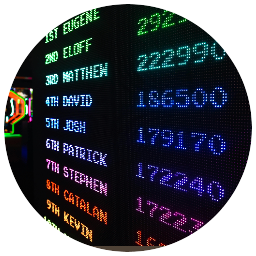 1ST EUGENE
2ND ELOFF 222990
3RD MATTHEW
4TH DAVID 186500
5TH JOSH 179170
6TH PATRICK
7TH STEPHEN 172240
8TH CATALAN
9TH KEVIN